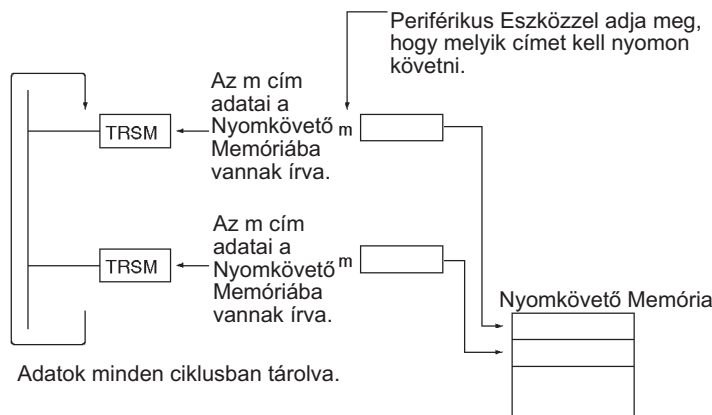 Periférikus Eszközzel adja meg,
hogy melyik címet kell nyomon
követni.
Az m cím
adatai a
Nyomkövető
Memóriába
vannak írva.
TRSM
m
Az m cím
adatai a
Nyomkövető
Memóriába
vannak írva.
TRSM
m
Nyomkövető Memória
Adatok minden ciklusban tárolva.